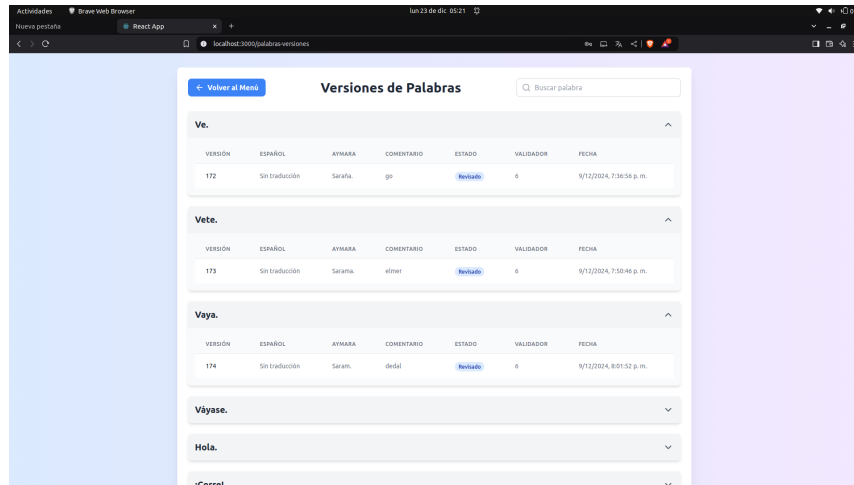 Actividades Brave Web Browser lun 23 de dic 05:21
Nueva pestaña React App
localhost:3000/palabras-versiones
← Volver al Menú Versiones de Palabras Buscar palabra
Ve.
VERSIÓN ESPAÑOL AYMARA COMENTARIO ESTADO VALIDADOR FECHA
172 Sin traducción Saraña. go Revisado 6 9/12/2024, 7:36:56 p. m.
Vete.
VERSIÓN ESPAÑOL AYMARA COMENTARIO ESTADO VALIDADOR FECHA
173 Sin traducción Sarama. elmer Revisado 6 9/12/2024, 7:50:46 p. m.
Vaya.
VERSIÓN ESPAÑOL AYMARA COMENTARIO ESTADO VALIDADOR FECHA
174 Sin traducción Saram. dedal Revisado 6 9/12/2024, 8:01:52 p. m.
Váyase.
Hola.
¡Corre!